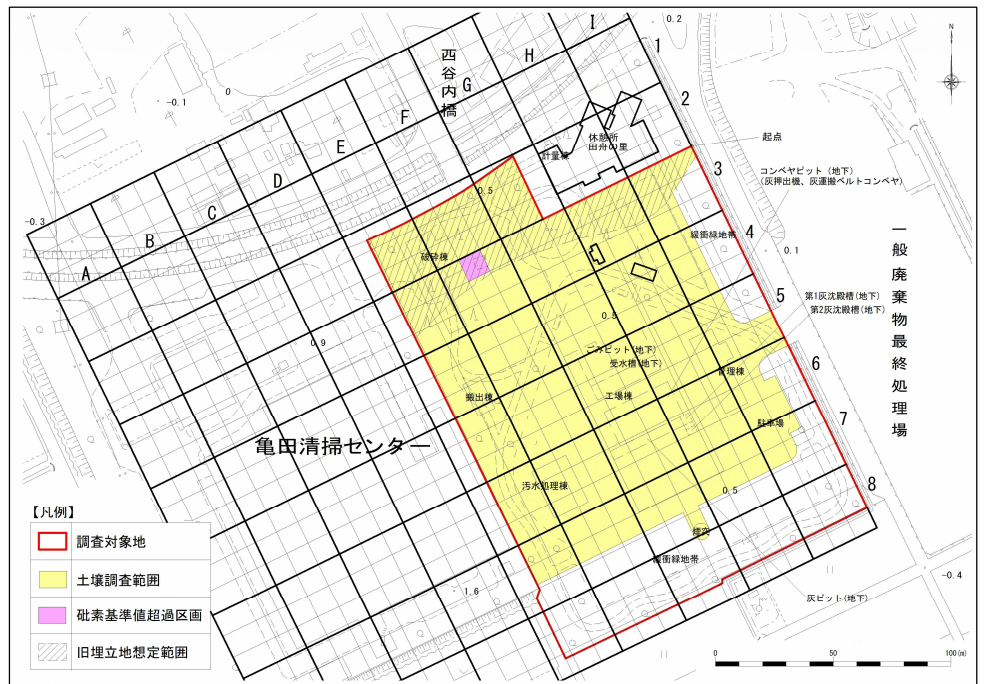 I
0.2
N
1
H
西谷内橋
G
2
-0.1
0
F
E
休憩所
田舟の里
起点
計量棟
D
3
コンベヤピット(地下)
(灰押出機、灰運搬ベルトコンベヤ)
0.5
C
-0.3
B
4
緩衝緑地帯
一般廃棄物最終処理場
0.1
破砕棟
A
5
第1灰沈殿槽(地下)
第2灰沈殿槽(地下)
0.5
0.9
ごみピット(地下)
受水槽(地下)
6
管理棟
搬出棟
工場棟
7
駐車場
亀田清掃センター
8
汚水処理棟
0.5
【凡例】
調査対象地
煙突
緩衝緑地帯
土壌調査範囲
-0.4
1.6
灰ピット(地下)
砒素基準値超過区画
旧埋立地想定範囲
0
50
100(m)